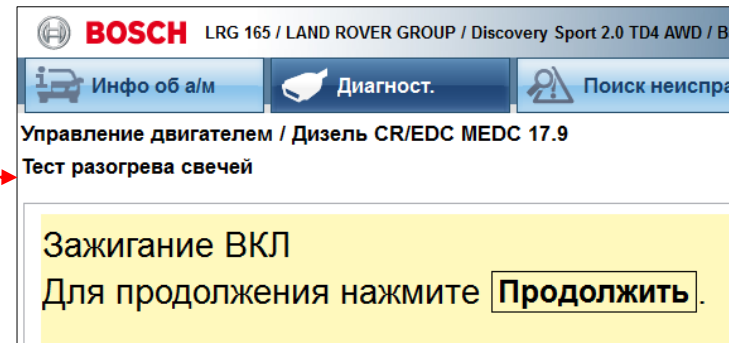 BOSCH LRG 165 / LAND ROVER GROUP / Discovery Sport 2.0 TD4 AWD / B
Инфо об а/м Диагност. Поиск неиспра
Управление двигателем / Дизель CR/EDC MEDC 17.9
Тест разогрева свечей
Зажигание ВКЛ
Для продолжения нажмите Продолжить.